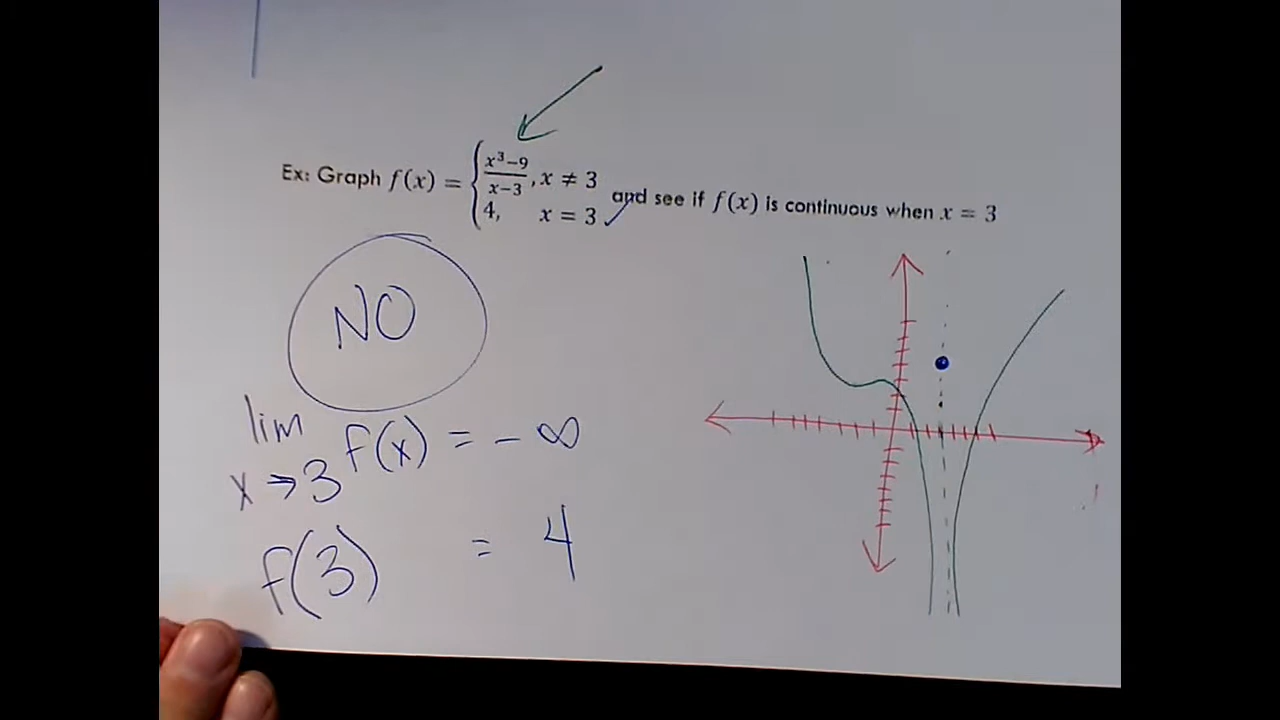 Ex: Graph f(x) = { x³−9 / x−3 , x ≠ 3
4, x = 3
and see if f(x) is continuous when x = 3
NO
lim x→3 f(x) = −∞
f(3) = 4